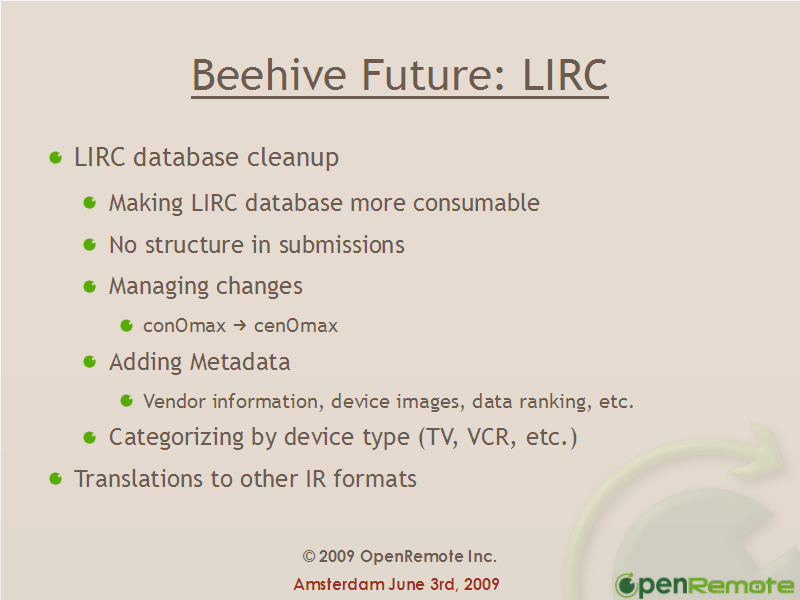 Beehive Future: LIRC
LIRC database cleanup
Making LIRC database more consumable
No structure in submissions
Managing changes
conOmax → cenOmax
Adding Metadata
Vendor information, device images, data ranking, etc.
Categorizing by device type (TV, VCR, etc.)
Translations to other IR formats
© 2009 OpenRemote Inc.
Amsterdam June 3rd, 2009
OpenRemote